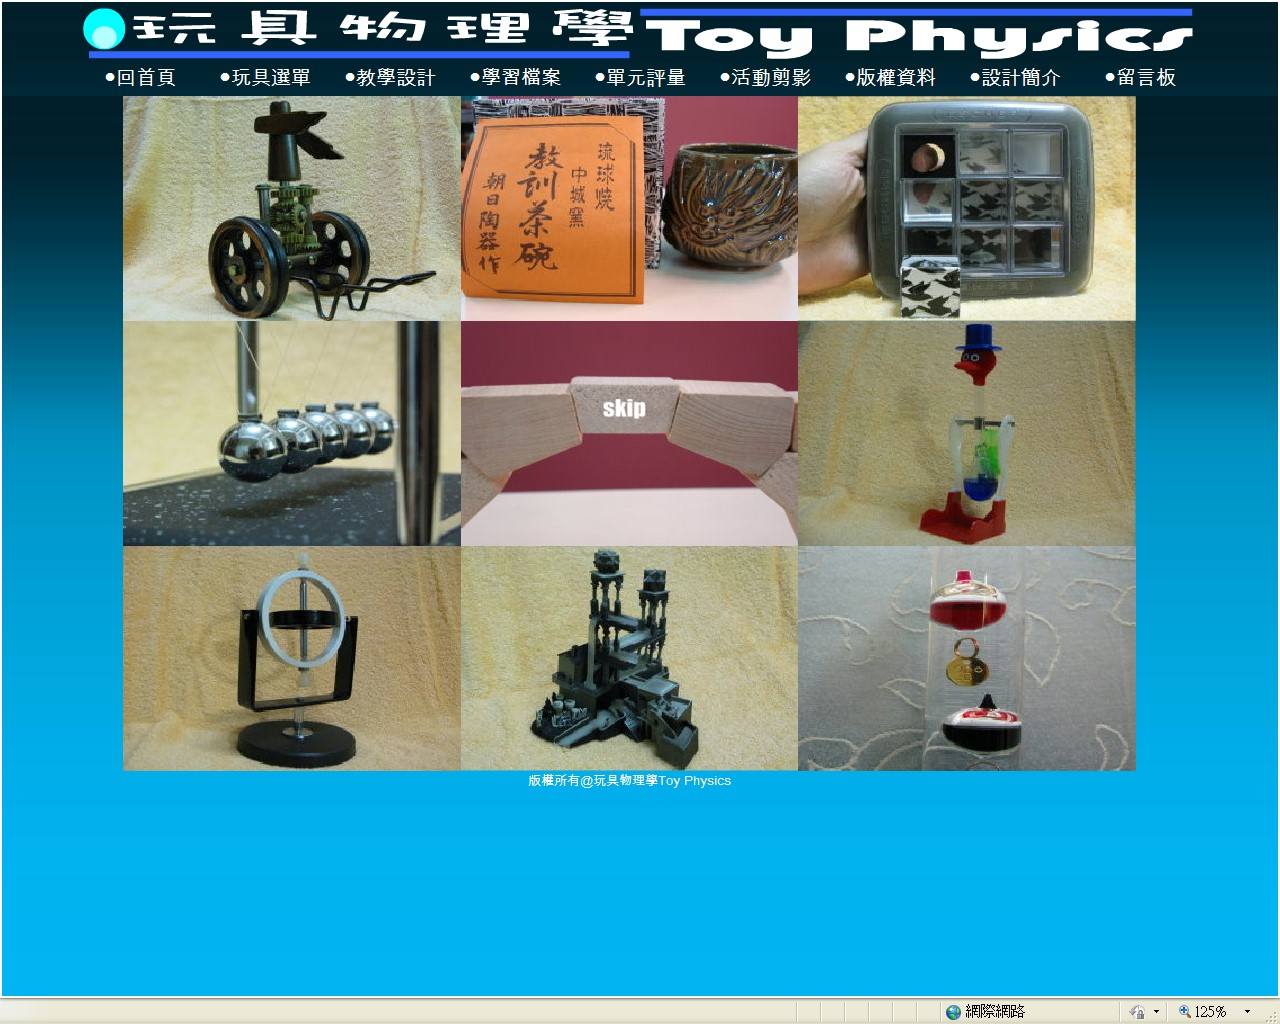 玩具物理學 Toy Physics
●回首頁 ●玩具選單 ●教學設計 ●學習檔案 ●單元評量 ●活動剪影 ●版權資料 ●設計簡介 ●留言板
琉球燒
中城窯
教訓茶碗
朝日陶器作
skip
版權所有@玩具物理學Toy Physics
網際網路 125%